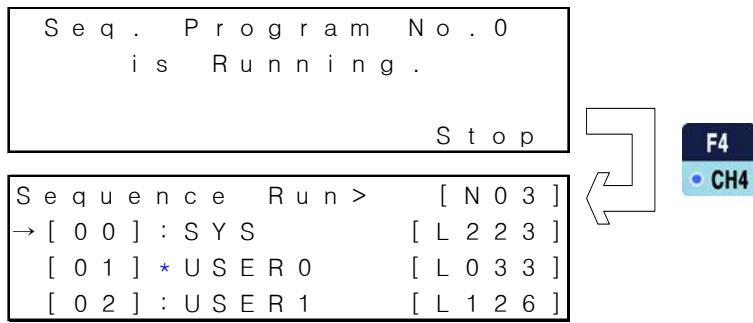 Seq. Program No.0
is Running.
Stop
F4
CH4
Sequence Run> [N03]
→[00]:SYS [L223]
[01]*USER0 [L033]
[02]:USER1 [L126]